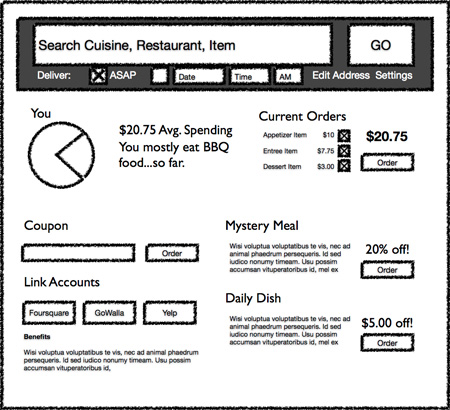 Search Cuisine, Restaurant, Item
GO
Deliver:
ASAP
Date
Time
AM
Edit Address
Settings
You
$20.75 Avg. Spending
You mostly eat BBQ
food...so far.
Current Orders
Appetizer Item $10
Entree Item $7.75
Dessert Item $3.00
$20.75
Order
Coupon
Order
Link Accounts
Foursquare
GoWalla
Yelp
Benefits
Wisi voluptua voluptatibus te vis, nec ad animal phaedrum
persequeris. Id sed iudico nonumy timeam. Usu possim
accumsan vituperatoribus id,
Mystery Meal
Wisi voluptua voluptatibus te vis, nec ad
animal phaedrum persequeris. Id sed
iudico nonumy timeam. Usu possim
accumsan vituperatoribus id, mel ex
20% off!
Order
Daily Dish
Wisi voluptua voluptatibus te vis, nec ad
animal phaedrum persequeris. Id sed
iudico nonumy timeam. Usu possim
accumsan vituperatoribus id, mel ex
$5.00 off!
Order